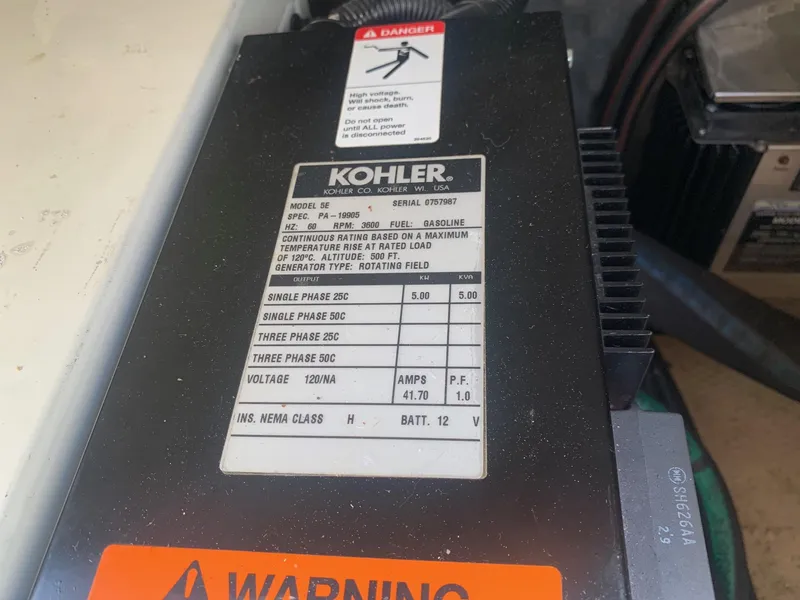 DANGER
High voltage.
Will shock, burn,
or cause death.
Do not open
until ALL power
is disconnected
KOHLER®
KOHLER CO. KOHLER WI. USA
MODEL 5E SERIAL 0757987
SPEC. PA-19905
HZ: 60 RPM: 3600 FUEL: GASOLINE
CONTINUOUS RATING BASED ON A MAXIMUM
TEMPERATURE RISE AT RATED LOAD
OF 120°C. ALTITUDE: 500 FT.
GENERATOR TYPE: ROTATING FIELD
OUTPUT KW KVA
SINGLE PHASE 25C 5.00 5.00
SINGLE PHASE 50C
THREE PHASE 25C
THREE PHASE 50C
VOLTAGE 120/NA AMPS P.F.
41.70 1.0
INS. NEMA CLASS H BATT. 12 V
WARNING
SH626AA
2.9